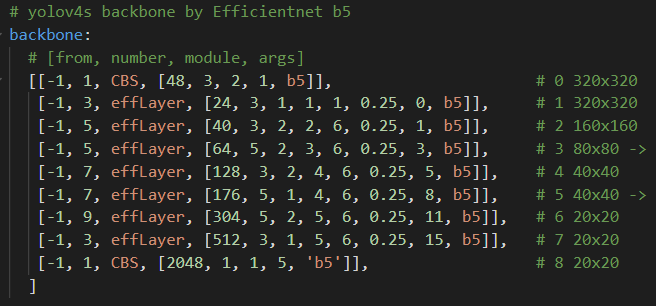 # yolov4s backbone by Efficientnet b5
backbone:
# [from, number, module, args]
[[-1, 1, CBS, [48, 3, 2, 1, b5]], # 0 320x320
[-1, 3, effLayer, [24, 3, 1, 1, 1, 0.25, 0, b5]], # 1 320x320
[-1, 5, effLayer, [40, 3, 2, 2, 6, 0.25, 1, b5]], # 2 160x160
[-1, 5, effLayer, [64, 5, 2, 3, 6, 0.25, 3, b5]], # 3 80x80 ->
[-1, 7, effLayer, [128, 3, 2, 4, 6, 0.25, 5, b5]], # 4 40x40
[-1, 7, effLayer, [176, 5, 1, 4, 6, 0.25, 8, b5]], # 5 40x40 ->
[-1, 9, effLayer, [304, 5, 2, 5, 6, 0.25, 11, b5]], # 6 20x20
[-1, 3, effLayer, [512, 3, 1, 5, 6, 0.25, 15, b5]], # 7 20x20
[-1, 1, CBS, [2048, 1, 1, 5, 'b5']], # 8 20x20
]